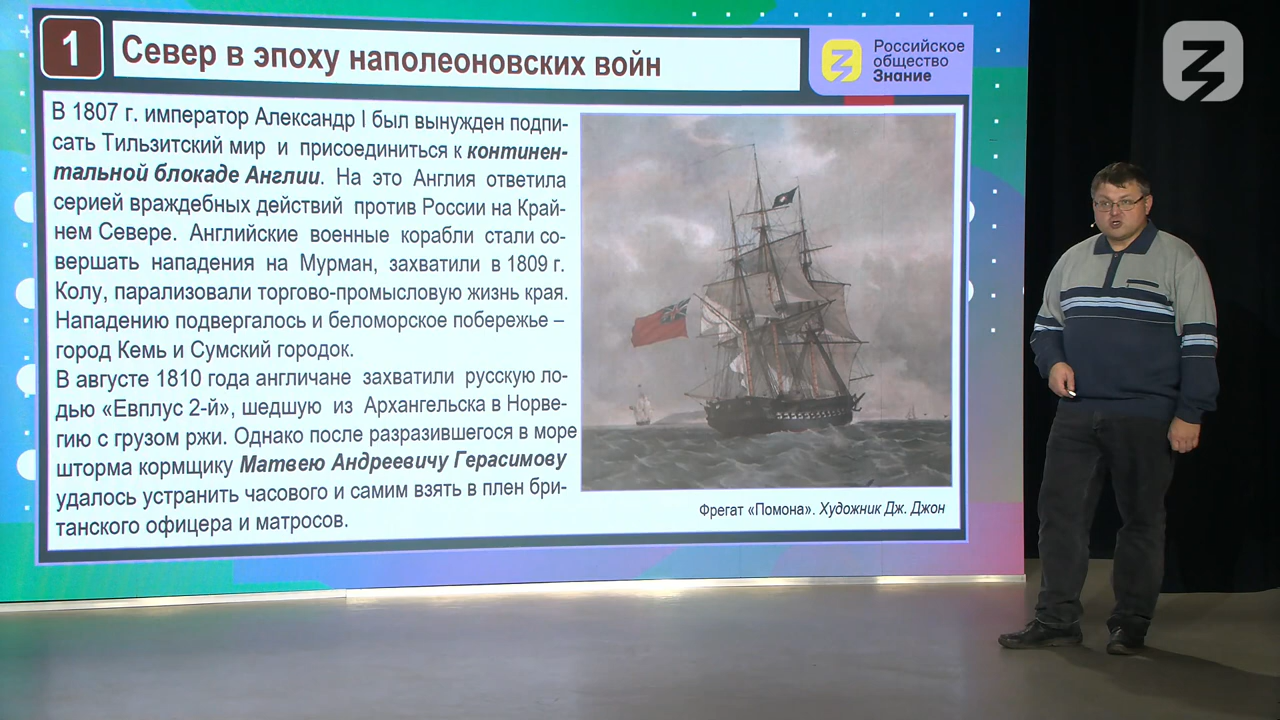 1
Север в эпоху наполеоновских войн
Российское
общество
Знание
В 1807 г. император Александр I был вынужден подпи-
сать Тильзитский мир и присоединиться к континен-
тальной блокаде Англии. На это Англия ответила
серией враждебных действий против России на Край-
нем Севере. Английские военные корабли стали со-
вершать нападения на Мурман, захватили в 1809 г.
Колу, парализовали торгово-промысловую жизнь края.
Нападению подвергалось и беломорское побережье –
город Кемь и Сумский городок.
В августе 1810 года англичане захватили русскую ло-
дью «Евплус 2-й», шедшую из Архангельска в Норве-
гию с грузом ржи. Однако после разразившегося в море
шторма кормщику Матвею Андреевичу Герасимову
удалось устранить часового и самим взять в плен бри-
танского офицера и матросов.
Фрегат «Помона». Художник Дж. Джон